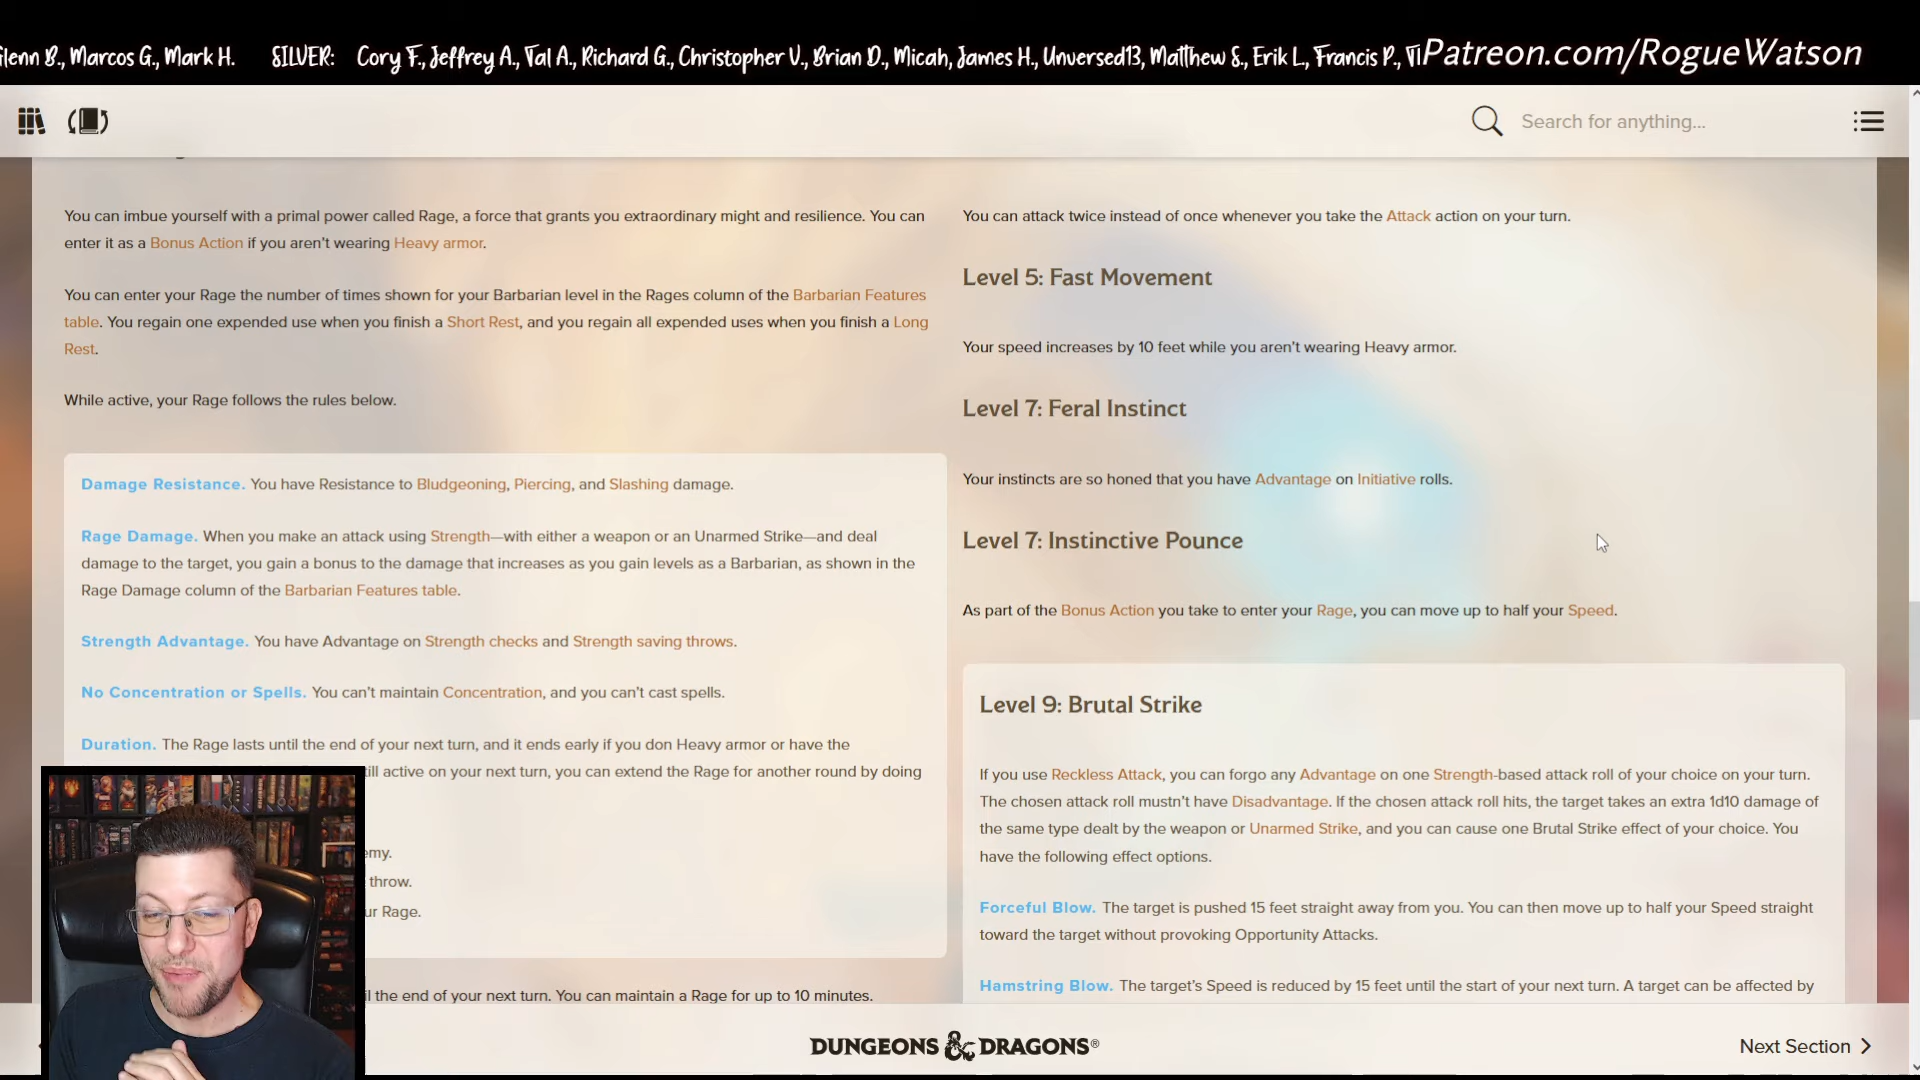 Glenn B., Marcos G., Mark H. SILVER: Cory F., Jeffrey A., Tal A., Richard G., Christopher V., Brian D., Micah, James H., Unversed13, Matthew S., Erik L., Francis P.,
Patreon.com/RogueWatson
Search for anything...
You can imbue yourself with a primal power called Rage, a force that grants you extraordinary might and resilience. You can
enter it as a Bonus Action if you aren't wearing Heavy armor.
You can enter your Rage the number of times shown for your Barbarian level in the Rages column of the Barbarian Features
table. You regain one expended use when you finish a Short Rest, and you regain all expended uses when you finish a Long
Rest.
While active, your Rage follows the rules below.
Damage Resistance. You have Resistance to Bludgeoning, Piercing, and Slashing damage.
Rage Damage. When you make an attack using Strength—with either a weapon or an Unarmed Strike—and deal
damage to the target, you gain a bonus to the damage that increases as you gain levels as a Barbarian, as shown in the
Rage Damage column of the Barbarian Features table.
Strength Advantage. You have Advantage on Strength checks and Strength saving throws.
No Concentration or Spells. You can't maintain Concentration, and you can't cast spells.
Duration. The Rage lasts until the end of your next turn, and it ends early if you don Heavy armor or have the
till active on your next turn, you can extend the Rage for another round by doing
emy.
throw.
ur Rage.
l the end of your next turn. You can maintain a Rage for up to 10 minutes.
You can attack twice instead of once whenever you take the Attack action on your turn.
Level 5: Fast Movement
Your speed increases by 10 feet while you aren't wearing Heavy armor.
Level 7: Feral Instinct
Your instincts are so honed that you have Advantage on Initiative rolls.
Level 7: Instinctive Pounce
As part of the Bonus Action you take to enter your Rage, you can move up to half your Speed.
Level 9: Brutal Strike
If you use Reckless Attack, you can forgo any Advantage on one Strength-based attack roll of your choice on your turn.
The chosen attack roll mustn't have Disadvantage. If the chosen attack roll hits, the target takes an extra 1d10 damage of
the same type dealt by the weapon or Unarmed Strike, and you can cause one Brutal Strike effect of your choice. You
have the following effect options.
Forceful Blow. The target is pushed 15 feet straight away from you. You can then move up to half your Speed straight
toward the target without provoking Opportunity Attacks.
Hamstring Blow. The target's Speed is reduced by 15 feet until the start of your next turn. A target can be affected by
DUNGEONS & DRAGONS®
Next Section